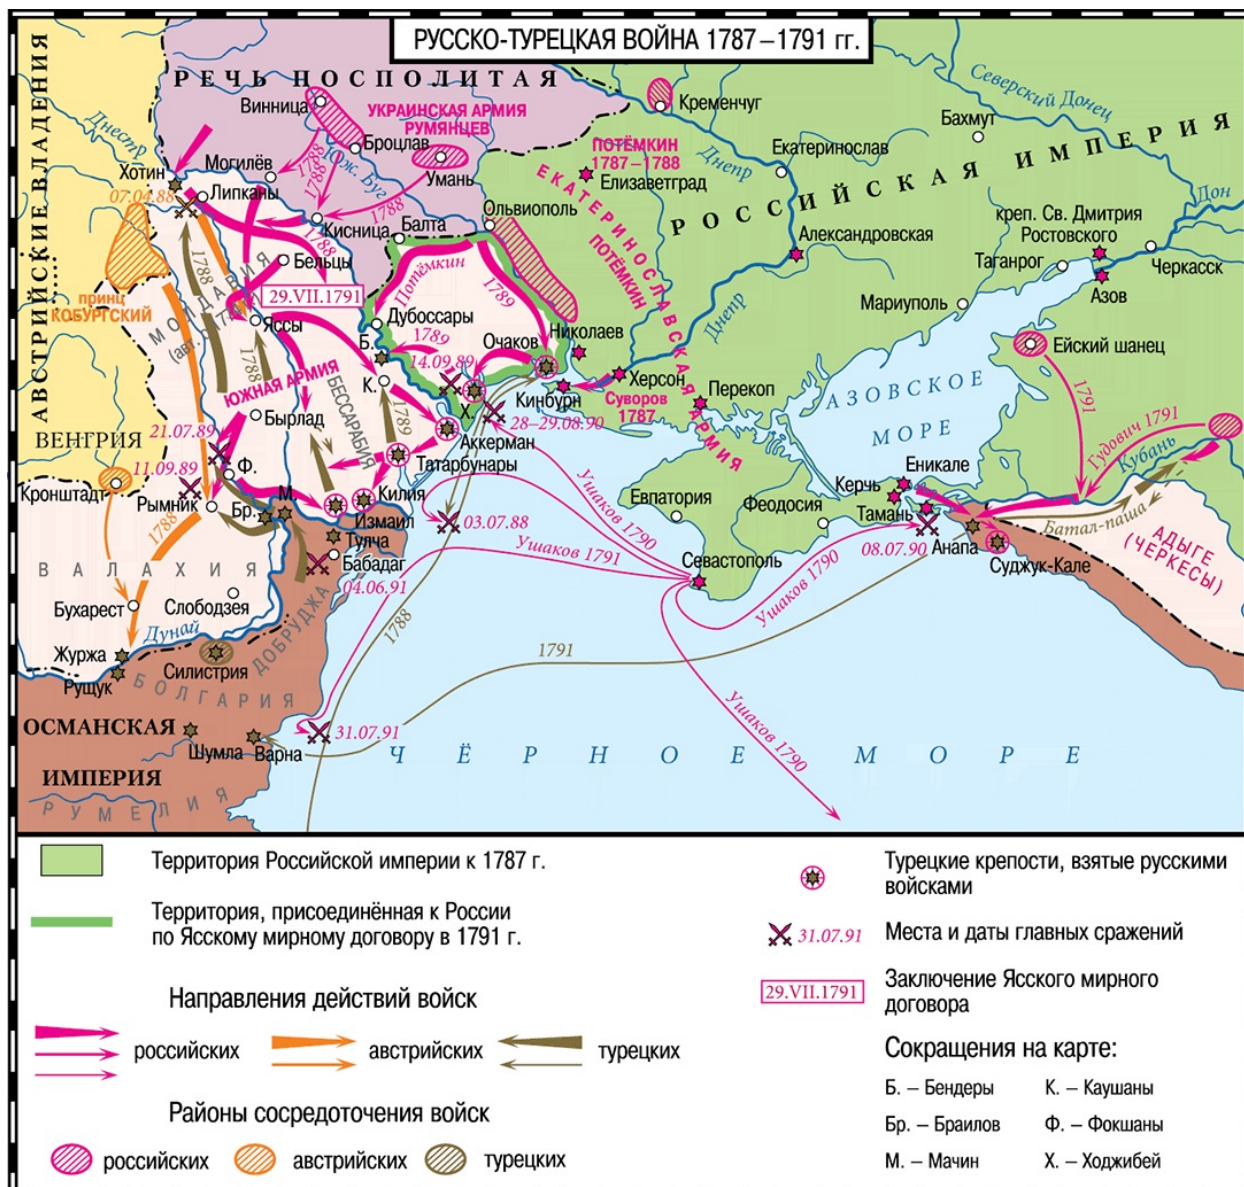 РУССКО-ТУРЕЦКАЯ ВОЙНА 1787–1791 гг.
РЕЧЬ ПОСПОЛИТАЯ
АВСТРИЙСКИЕ ВЛАДЕНИЯ
РОССИЙСКАЯ ИМПЕРИЯ
Северский Донец
Винница
УКРАИНСКАЯ АРМИЯ
РУМЯНЦЕВ
Кременчуг
Бахмут
Днестр
Броцлав
1788
1788
Юж. Буг
Умань
ПОТЁМКИН
1787–1788
Днепр
Екатеринослав
Хотин
Могилёв
Елизаветград
07.04.88
Липканы
1788
Дон
Кисница
Балта
Ольвиополь
ЕКАТЕРИНОСЛАВСКАЯ АРМИЯ
ПОТЁМКИН
Александровская
креп. Св. Дмитрия
Ростовского
Черкасск
Таганрог
Азов
1788
Бельцы
1788
Потёмкин
1789
принц
КОБУРГСКИЙ
МОЛДАВИЯ
29.VII.1791
Мариуполь
Днепр
Яссы
Дубоссары
Николаев
Очаков
Ейский шанец
1788
Б.
1789
14.09.89
К.
ЮЖНАЯ АРМИЯ
БЕССАРАБИЯ
Херсон
Перекоп
Кинбурн
Суворов
1787
АЗОВСКОЕ
МОРЕ
1791
Гудович 1791
Кубань
Бырлад
1789
Х.
28–29.08.90
ВЕНГРИЯ
21.07.89
Аккерман
Татарбунары
11.09.89
Ф.
Кронштадт
Рымник
Бр.
М.
Килия
Измаил
Еникале
Керчь
Тамань
Евпатория
Феодосия
Ушаков 1790
03.07.88
Батал-паша
1788
Тулча
Бабадаг
04.06.91
Ушаков 1791
Севастополь
Ушаков 1790
08.07.90
Анапа
Суджук-Кале
АДЫГЕ
(ЧЕРКЕСЫ)
ВАЛАХИЯ
Слободзея
Бухарест
ДОБРУДЖА
1788
Дунай
Журжа
Силистрия
1791
Рущук
БОЛГАРИЯ
Ушаков 1790
ОСМАНСКАЯ
ИМПЕРИЯ
Шумла
Варна
31.07.91
ЧЁРНОЕ МОРЕ
РУМЕЛИЯ
Территория Российской империи к 1787 г.
Территория, присоединённая к России
по Ясскому мирному договору в 1791 г.
Направления действий войск
российских
австрийских
турецких
Районы сосредоточения войск
российских
австрийских
турецких
Турецкие крепости, взятые русскими
войсками
31.07.91
Места и даты главных сражений
29.VII.1791
Заключение Ясского мирного
договора
Сокращения на карте:
Б. – Бендеры
К. – Каушаны
Бр. – Браилов
Ф. – Фокшаны
М. – Мачин
Х. – Ходжибей